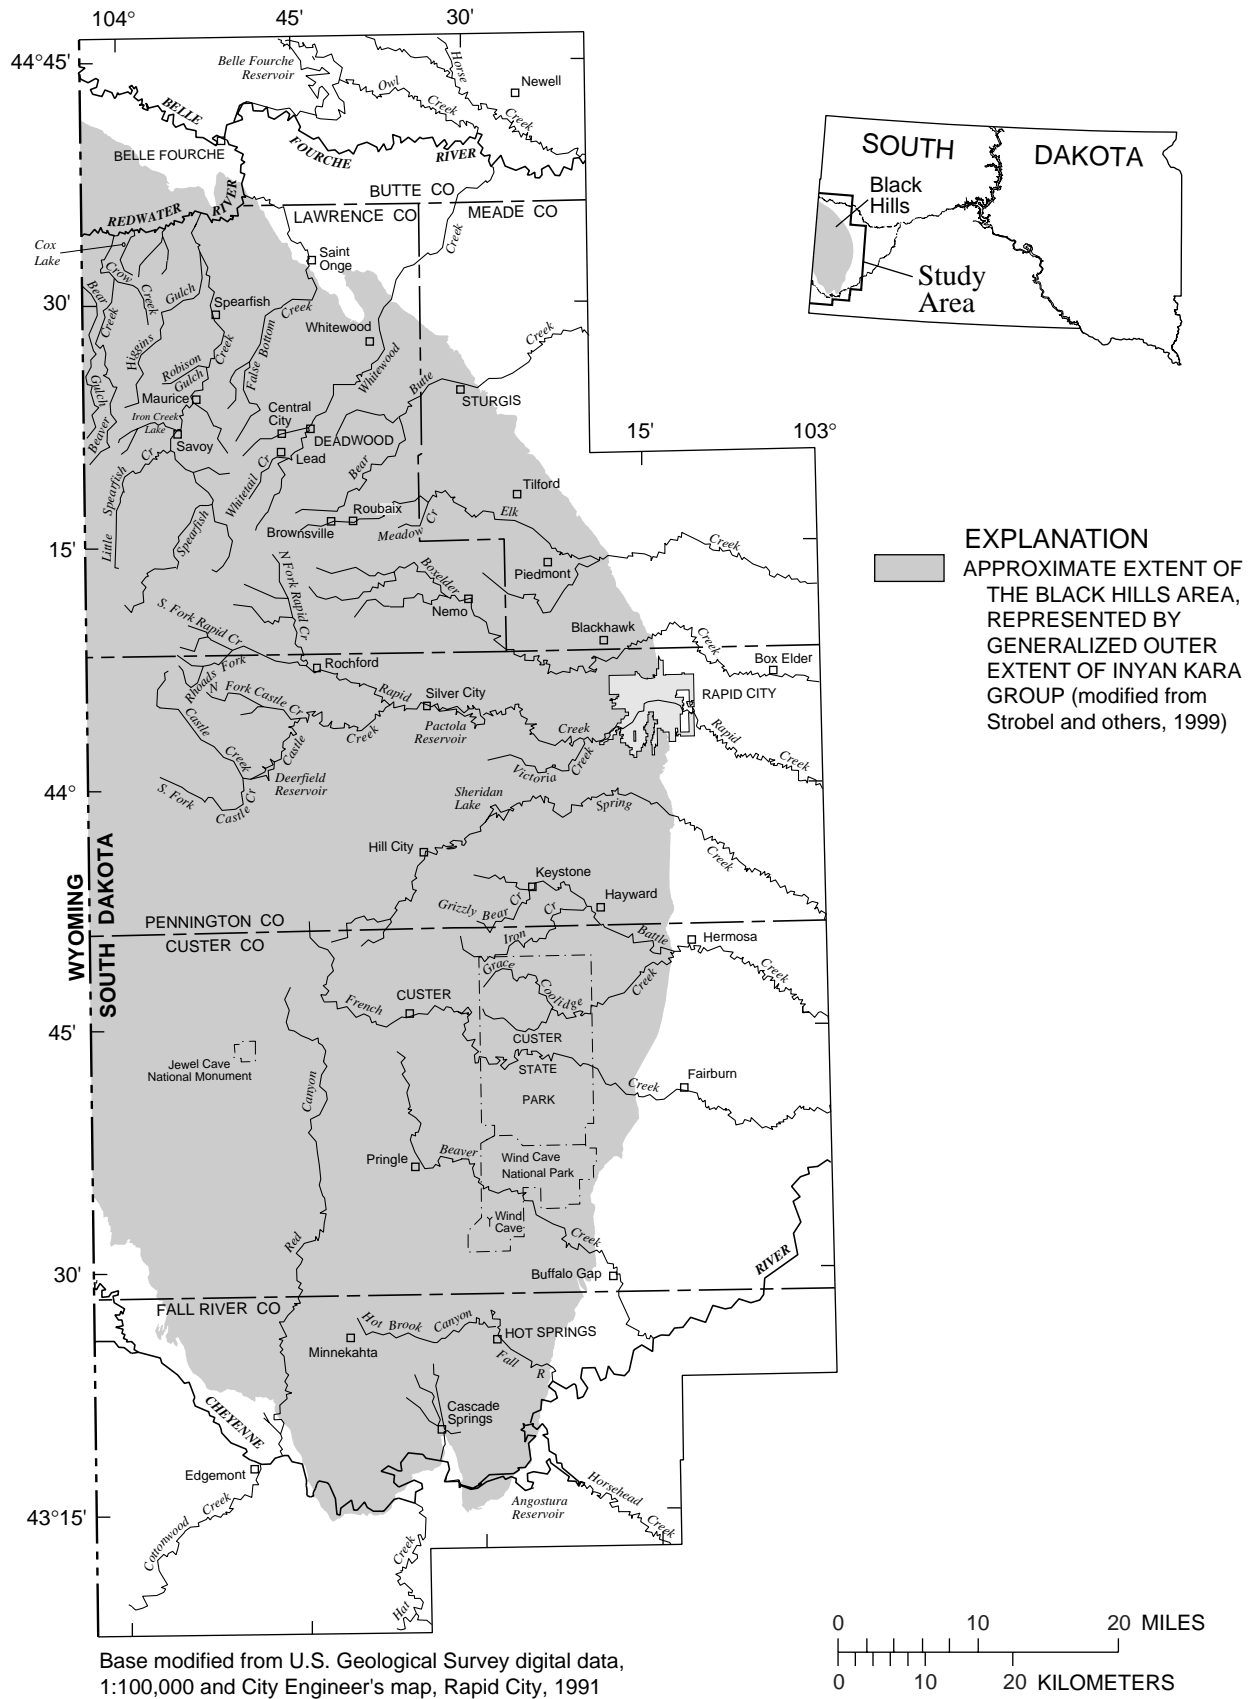 104°
45'
30'
44°45'
Belle Fourche
Reservoir
Horse
Creek
Newell
Owl
Creek
BELLE
FOURCHE
RIVER
BELLE FOURCHE
BUTTE CO
LAWRENCE CO
MEADE CO
REDWATER
RIVER
Cox
Lake
Saint
Onge
Creek
Crow
Creek
Bear
Creek
Gulch
Spearfish
Creek
30'
Whitewood
Creek
Higgins
Gulch
Robison
Gulch
Creek
False Bottom
Whitewood
Butte
Maurice
STURGIS
Central
City
Iron Creek
Lake
DEADWOOD
Beaver
Savoy
Lead
15'
103°
Cr
Whitetail Cr
Bear
Spearfish
Little
Tilford
Roubaix
Elk
Brownsville
Meadow Cr
Spearfish
15'
Creek
N Fork Rapid Cr
Boxelder
Piedmont
Nemo
S. Fork Rapid Cr
Blackhawk
Creek
Box Elder
Rhoads Fork
Rochford
N Fork Castle Cr
Rapid
Silver City
RAPID CITY
Castle
Creek
Pactola
Reservoir
Creek
Rapid
Creek
Creek
Castle
Victoria
Creek
Deerfield
Reservoir
44°
S. Fork
Castle Cr
Sheridan
Lake
Spring
Creek
Hill City
Keystone
Grizzly Bear Cr
Cr
Hayward
WYOMING
SOUTH DAKOTA
PENNINGTON CO
CUSTER CO
Iron
Battle
Hermosa
Creek
Grace
Coolidge
Creek
French
CUSTER
45'
CUSTER
STATE
PARK
Jewel Cave
National Monument
Canyon
Creek
Fairburn
Pringle
Beaver
Wind Cave
National Park
Wind
Cave
Creek
Red
RIVER
30'
Buffalo Gap
FALL RIVER CO
Hot Brook
Canyon
HOT SPRINGS
Minnekahta
Fall
R
CHEYENNE
Cascade
Springs
Edgemont
Creek
Cottonwood
Horsehead
Creek
Angostura
Reservoir
43°15'
Creek
Hat
SOUTH
DAKOTA
Black
Hills
Study
Area
EXPLANATION
APPROXIMATE EXTENT OF
THE BLACK HILLS AREA,
REPRESENTED BY
GENERALIZED OUTER
EXTENT OF INYAN KARA
GROUP (modified from
Strobel and others, 1999)
0 10 20 MILES
0 10 20 KILOMETERS
Base modified from U.S. Geological Survey digital data,
1:100,000 and City Engineer's map, Rapid City, 1991